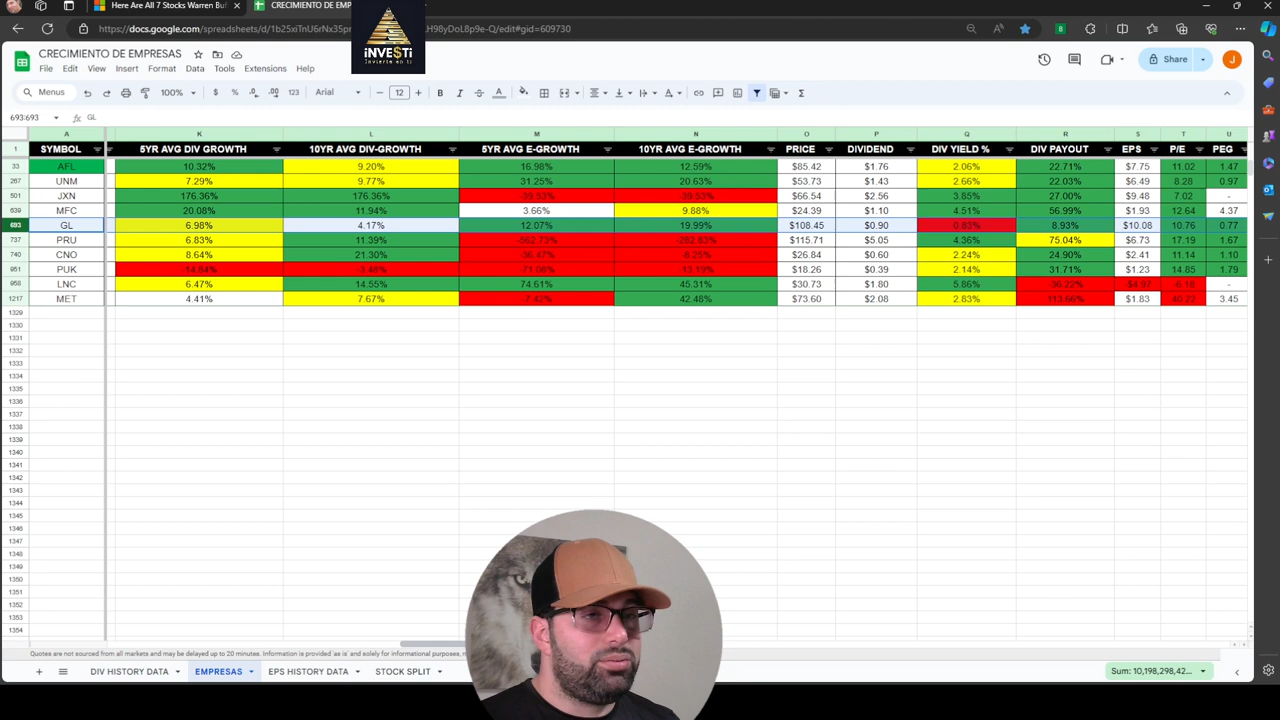 Here Are All 7 Stocks Warren Buf
CRECIMIENTO DE EMPRESAS
https://docs.google.com/spreadsheets/d/1b25xiTnU6rNx35pr
LH98yDoL8p9e-Q/edit#gid=609730
iNVE$Ti
Invierte en ti
CRECIMIENTO DE EMPRESAS
File Edit View Insert Format Data Tools Extensions Help
Share
J
Menus 100% $ % .0 .00 123 Arial 12 B I
693:693 GL
A K L M N O P Q R S T U
1 SYMBOL 5YR AVG DIV GROWTH 10YR AVG DIV-GROWTH 5YR AVG E-GROWTH 10YR AVG E-GROWTH PRICE DIVIDEND DIV YIELD % DIV PAYOUT EPS P/E PEG
33 AFL 10.32% 9.20% 16.98% 12.59% $85.42 $1.76 2.06% 22.71% $7.75 11.02 1.47
267 UNM 7.29% 9.77% 31.25% 20.63% $53.73 $1.43 2.66% 22.03% $6.49 8.28 0.97
501 JXN 176.36% 176.36% -39.53% -39.53% $66.54 $2.56 3.85% 27.00% $9.48 7.02 -
639 MFC 20.08% 11.94% 3.66% 9.88% $24.39 $1.10 4.51% 56.99% $1.93 12.64 4.37
693 GL 6.98% 4.17% 12.07% 19.99% $108.45 $0.90 0.83% 8.93% $10.08 10.76 0.77
737 PRU 6.83% 11.39% -562.73% -282.83% $115.71 $5.05 4.36% 75.04% $6.73 17.19 1.67
740 CNO 8.64% 21.30% -36.47% -8.25% $26.84 $0.60 2.24% 24.90% $2.41 11.14 1.10
951 PUK -14.84% -3.48% -71.08% -13.19% $18.26 $0.39 2.14% 31.71% $1.23 14.85 1.79
958 LNC 6.47% 14.55% 74.61% 45.31% $30.73 $1.80 5.86% -36.22% -$4.97 -6.18 -
1217 MET 4.41% 7.67% -7.42% 42.48% $73.60 $2.08 2.83% 113.66% $1.83 40.22 3.45
1329
1330
1331
1332
1333
1334
1335
1336
1337
1338
1339
1340
1341
1342
1343
1344
1345
1346
1347
1348
1349
1350
1351
1352
1353
1354
Quotes are not sourced from all markets and may be delayed up to 20 minutes. Information is provided 'as is' and solely for informational purposes,
DIV HISTORY DATA EMPRESAS EPS HISTORY DATA STOCK SPLIT Sum: 10,198,298,42...